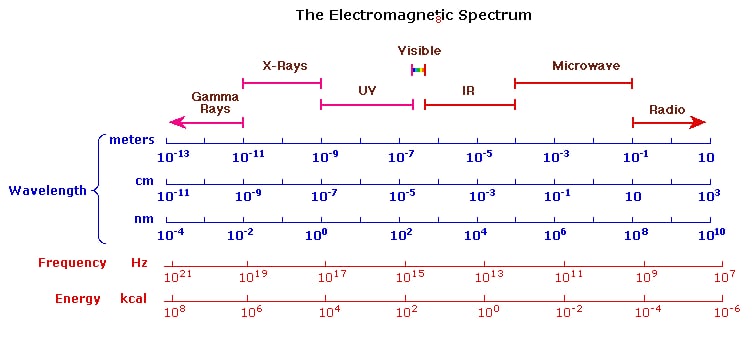 The Electromagnetic Spectrum
8
Visible
X-Rays
Microwave
Gamma
Rays
UV
IR
Radio
meters
10⁻¹³ 10⁻¹¹ 10⁻⁹ 10⁻⁷ 10⁻⁵ 10⁻³ 10⁻¹ 10
cm
10⁻¹¹ 10⁻⁹ 10⁻⁷ 10⁻⁵ 10⁻³ 10⁻¹ 10 10³
Wavelength
nm
10⁻⁴ 10⁻² 10⁰ 10² 10⁴ 10⁶ 10⁸ 10¹⁰
Frequency Hz
10²¹ 10¹⁹ 10¹⁷ 10¹⁵ 10¹³ 10¹¹ 10⁹ 10⁷
Energy kcal
10⁸ 10⁶ 10⁴ 10² 10⁰ 10⁻² 10⁻⁴ 10⁻⁶